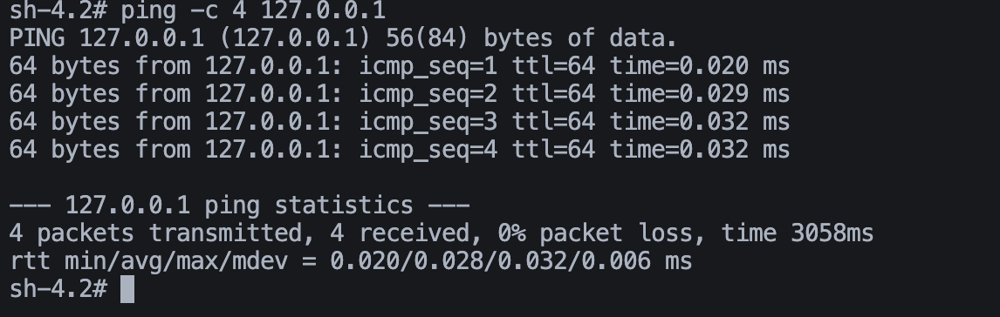 sh-4.2# ping -c 4 127.0.0.1
PING 127.0.0.1 (127.0.0.1) 56(84) bytes of data.
64 bytes from 127.0.0.1: icmp_seq=1 ttl=64 time=0.020 ms
64 bytes from 127.0.0.1: icmp_seq=2 ttl=64 time=0.029 ms
64 bytes from 127.0.0.1: icmp_seq=3 ttl=64 time=0.032 ms
64 bytes from 127.0.0.1: icmp_seq=4 ttl=64 time=0.032 ms
--- 127.0.0.1 ping statistics ---
4 packets transmitted, 4 received, 0% packet loss, time 3058ms
rtt min/avg/max/mdev = 0.020/0.028/0.032/0.006 ms
sh-4.2#